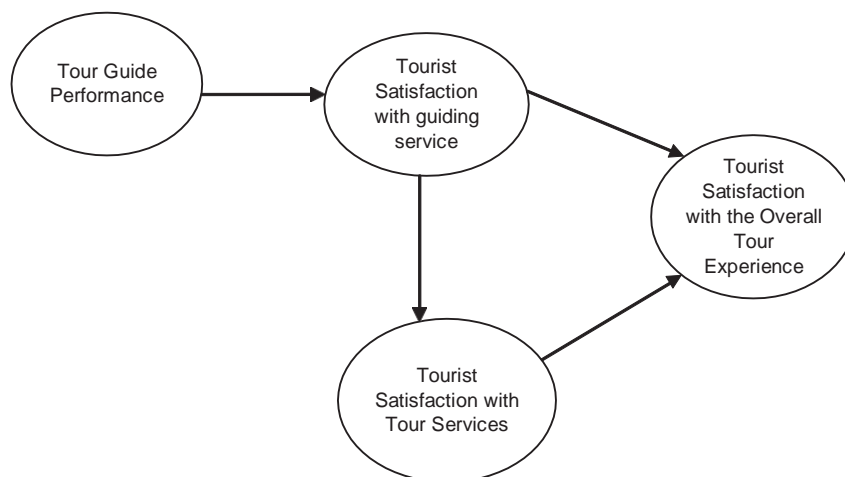 Tour Guide
Performance
Tourist
Satisfaction
with guiding
service
Tourist
Satisfaction
with the Overall
Tour
Experience
Tourist
Satisfaction with
Tour Services